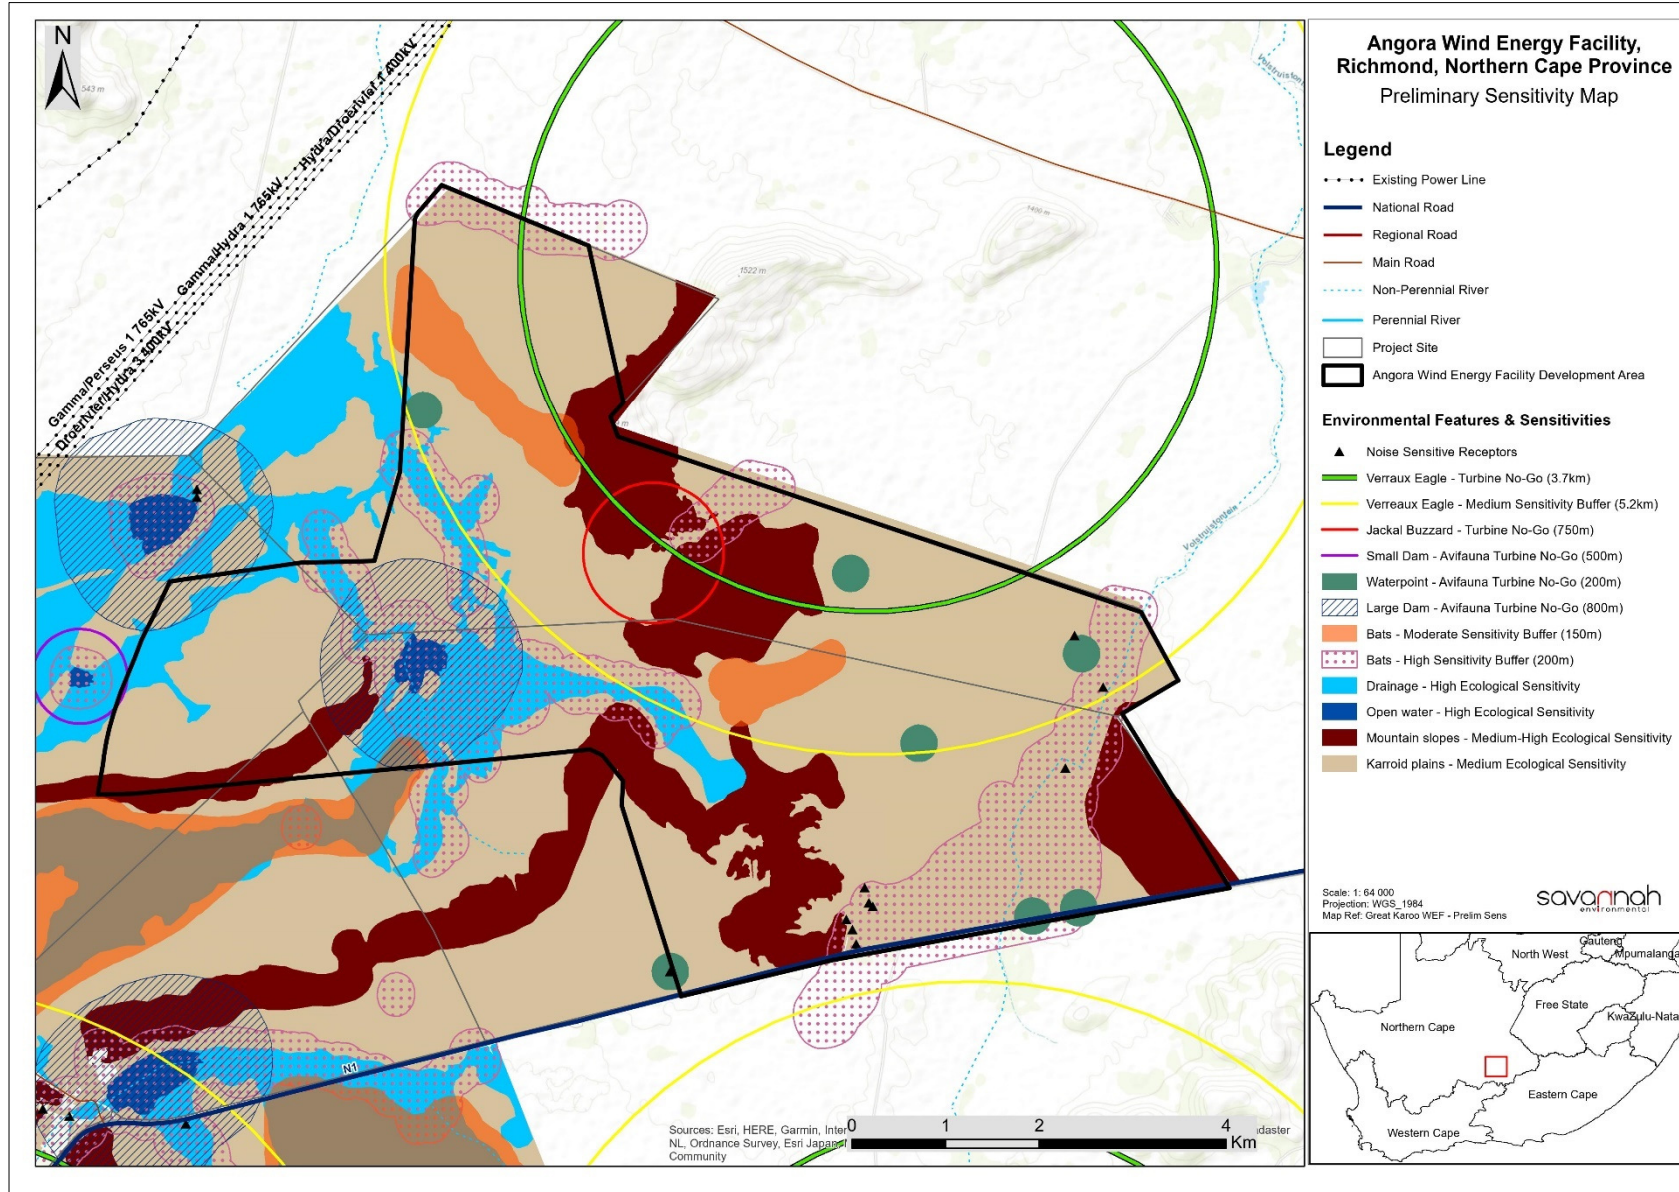 N
543 m
Hydra/Droerivier 1 400kV
Gamma/Hydra 1 765kV
Gamma/Perseus 1 765kV
Droerivier/Hydra 3 400kV
1522 m
1400 m
Volstruisfontein
N1
Sources: Esri, HERE, Garmin, Inter
NL, Ordnance Survey, Esri Japan
Community
0 1 2 4
Km
Angora Wind Energy Facility,
Richmond, Northern Cape Province
Preliminary Sensitivity Map
Legend
Existing Power Line
National Road
Regional Road
Main Road
Non-Perennial River
Perennial River
Project Site
Angora Wind Energy Facility Development Area
Environmental Features & Sensitivities
Noise Sensitive Receptors
Verraux Eagle - Turbine No-Go (3.7km)
Verreaux Eagle - Medium Sensitivity Buffer (5.2km)
Jackal Buzzard - Turbine No-Go (750m)
Small Dam - Avifauna Turbine No-Go (500m)
Waterpoint - Avifauna Turbine No-Go (200m)
Large Dam - Avifauna Turbine No-Go (800m)
Bats - Moderate Sensitivity Buffer (150m)
Bats - High Sensitivity Buffer (200m)
Drainage - High Ecological Sensitivity
Open water - High Ecological Sensitivity
Mountain slopes - Medium-High Ecological Sensitivity
Karroid plains - Medium Ecological Sensitivity
Scale: 1: 64 000
Projection: WGS_1984
Map Ref: Great Karoo WEF - Prelim Sens
savannah
environmental
Gauteng
North West
Mpumalanga
Free State
KwaZulu-Nata
Northern Cape
Eastern Cape
Western Cape